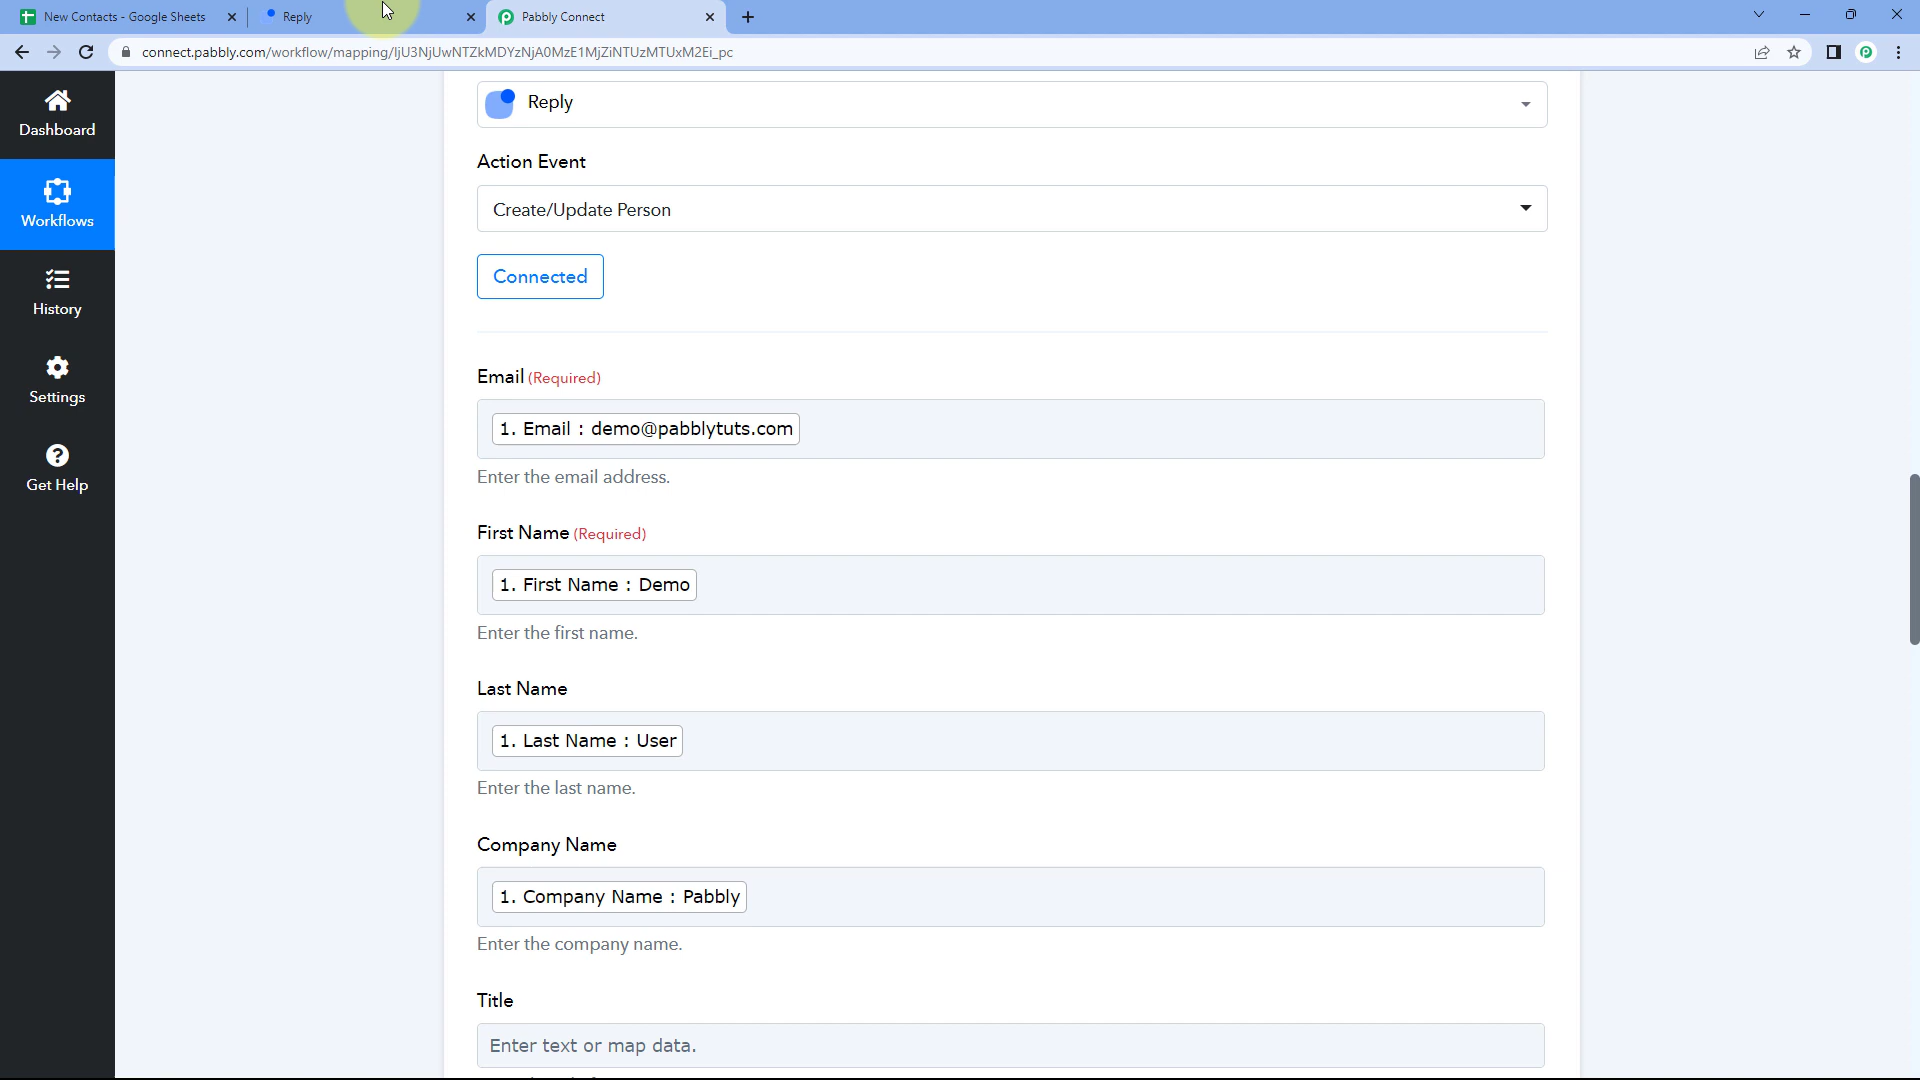 New Contacts - Google Sheets
Reply
Pabbly Connect
connect.pabbly.com/workflow/mapping/IjU3NjUwNTZkMDYzNjA0MzE1MjZiNTUzMTUxM2Ei_pc
Dashboard
Workflows
History
Settings
Get Help
Reply
Action Event
Create/Update Person
Connected
Email (Required)
1. Email : demo@pabblytuts.com
Enter the email address.
First Name (Required)
1. First Name : Demo
Enter the first name.
Last Name
1. Last Name : User
Enter the last name.
Company Name
1. Company Name : Pabbly
Enter the company name.
Title
Enter text or map data.